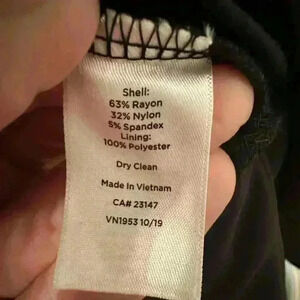 Shell:
63% Rayon
32% Nylon
5% Spandex
Lining:
100% Polyester
Dry Clean
Made in Vietnam
CA# 23147
VN1953 10/19